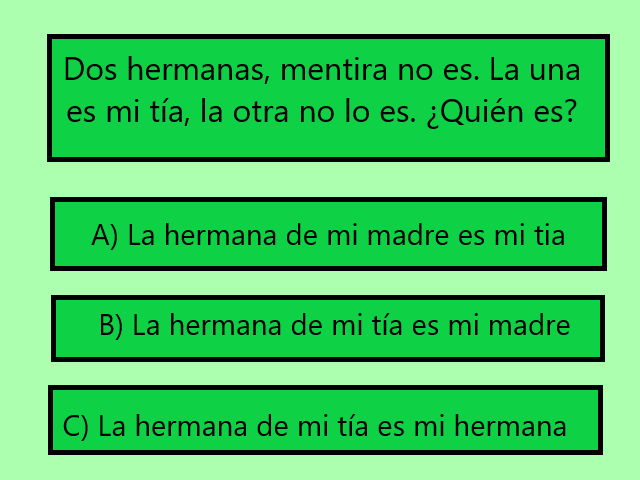 Dos hermanas, mentira no es. La una
es mi tía, la otra no lo es. ¿Quién es?
A) La hermana de mi madre es mi tia
B) La hermana de mi tía es mi madre
C) La hermana de mi tía es mi hermana